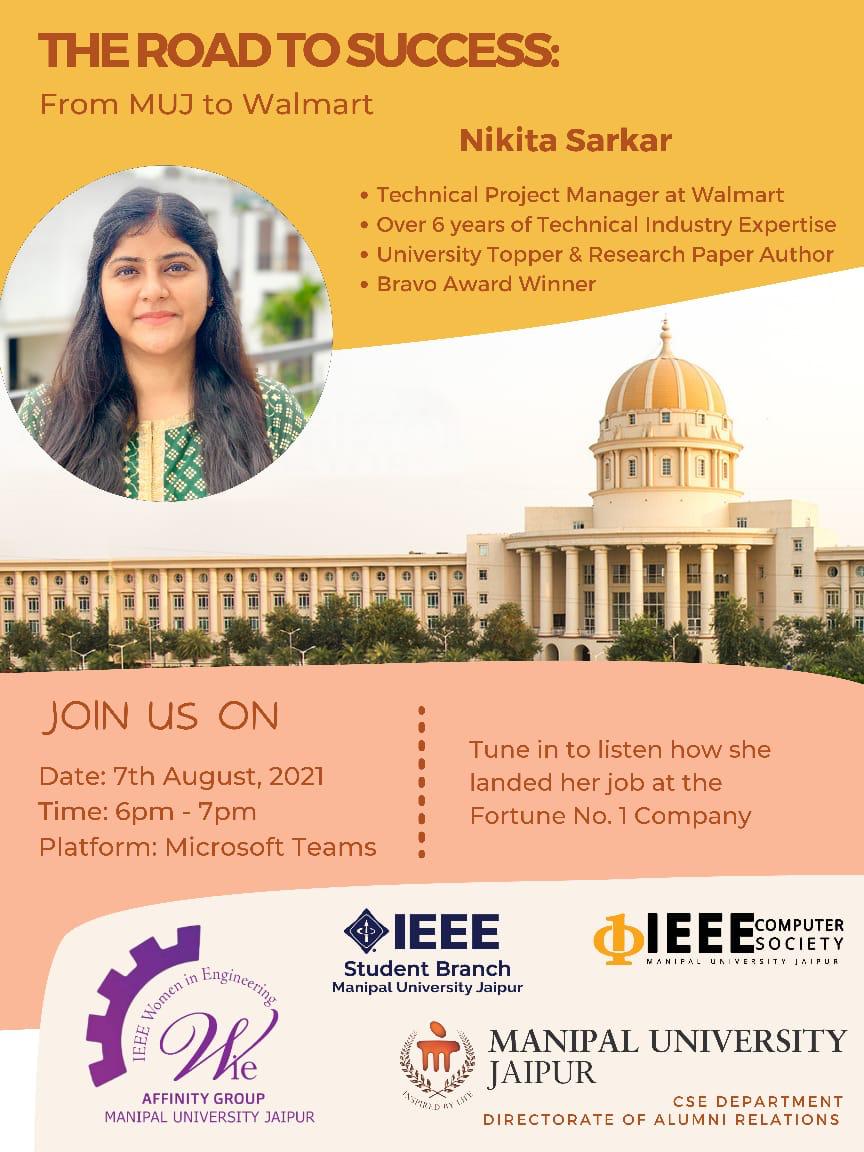 THE ROAD TO SUCCESS:
From MUJ to Walmart
Nikita Sarkar
• Technical Project Manager at Walmart
• Over 6 years of Technical Industry Expertise
• University Topper & Research Paper Author
• Bravo Award Winner
JOIN US ON
Date: 7th August, 2021
Time: 6pm - 7pm
Platform: Microsoft Teams
Tune in to listen how she
landed her job at the
Fortune No. 1 Company
IEEE Women in Engineering
Wie
AFFINITY GROUP
MANIPAL UNIVERSITY JAIPUR
IEEE
Student Branch
Manipal University Jaipur
IEEE COMPUTER
SOCIETY
MANIPAL UNIVERSITY JAIPUR
INSPIRED BY LIFE
MANIPAL UNIVERSITY
JAIPUR
CSE DEPARTMENT
DIRECTORATE OF ALUMNI RELATIONS